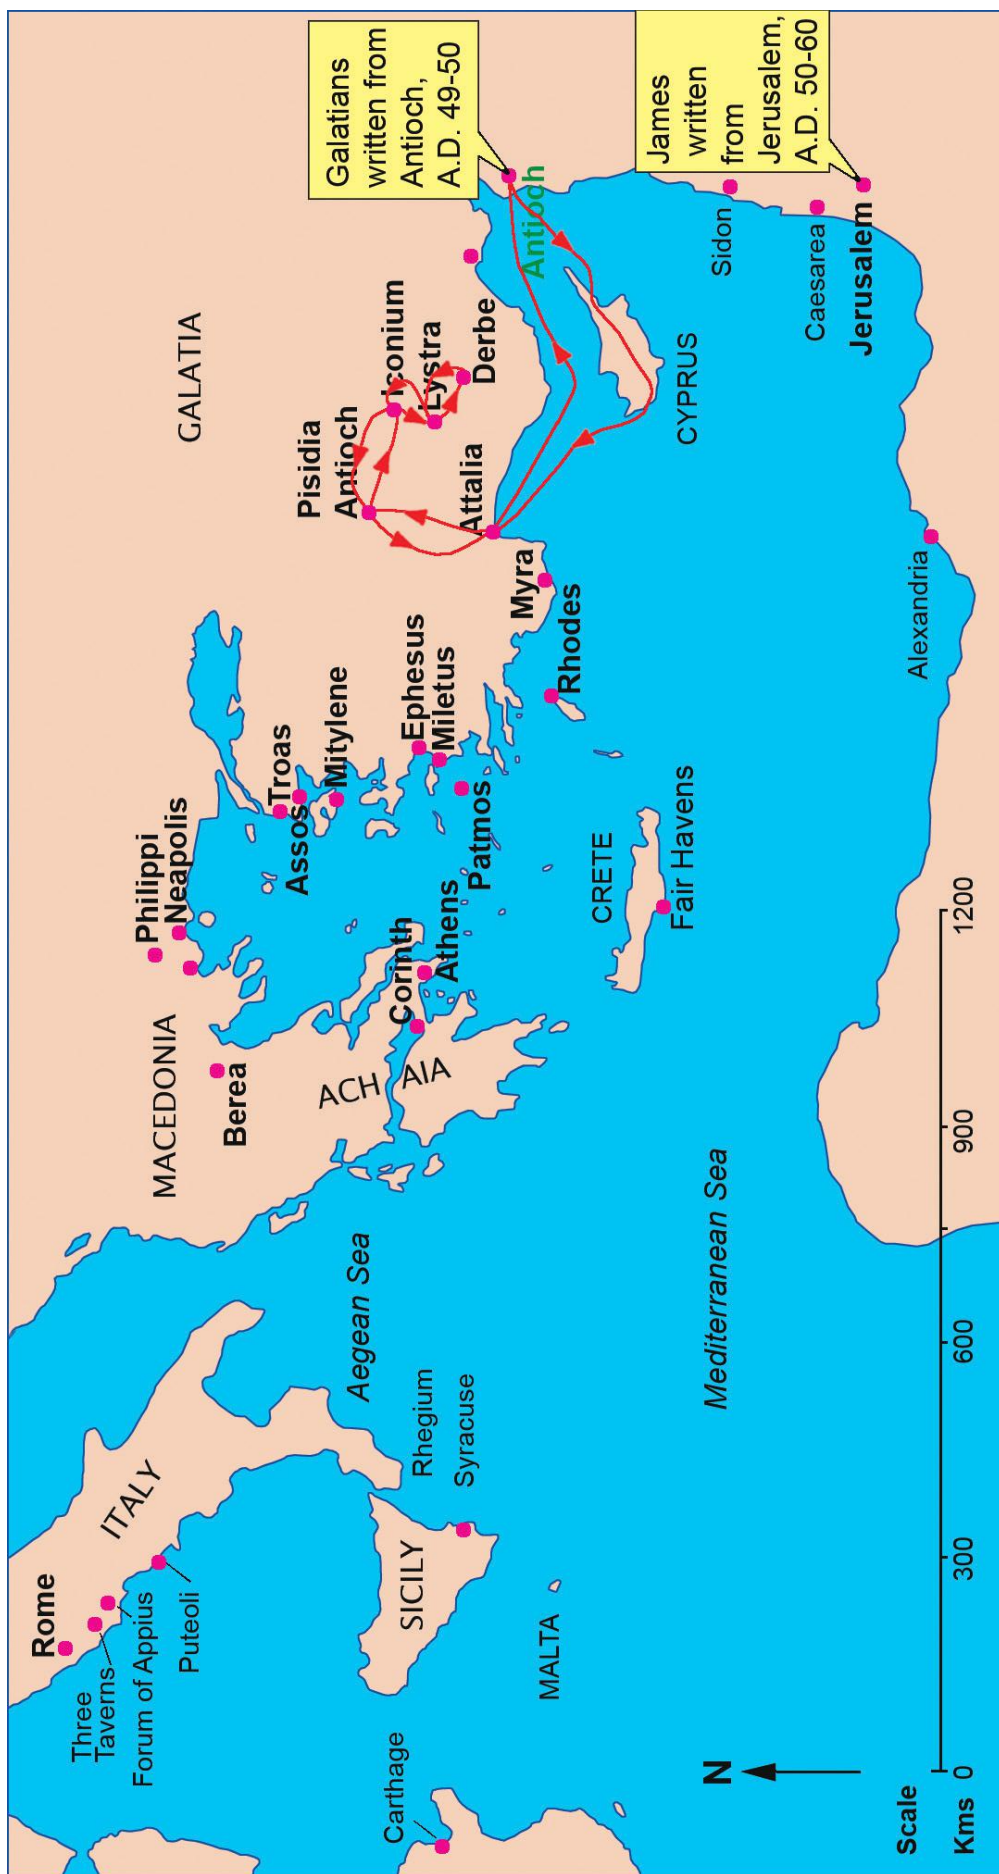 Rome
Three
Taverns
Forum of Appius
Puteoli
ITALY
SICILY
Rhegium
Syracuse
MALTA
Carthage
Aegean Sea
Mediterranean Sea
MACEDONIA
Berea
Philippi
Neapolis
ACH AIA
Corinth
Athens
Troas
Assos
Mitylene
Ephesus
Miletus
Patmos
CRETE
Fair Havens
Rhodes
Myra
Attalia
Pisidia
Antioch
GALATIA
Iconium
Lystra
Derbe
Antioch
CYPRUS
Sidon
Caesarea
Jerusalem
Alexandria
Galatians
written from
Antioch,
A.D. 49-50
James
written
from
Jerusalem,
A.D. 50-60
N
Scale
Kms 0 300 600 900 1200